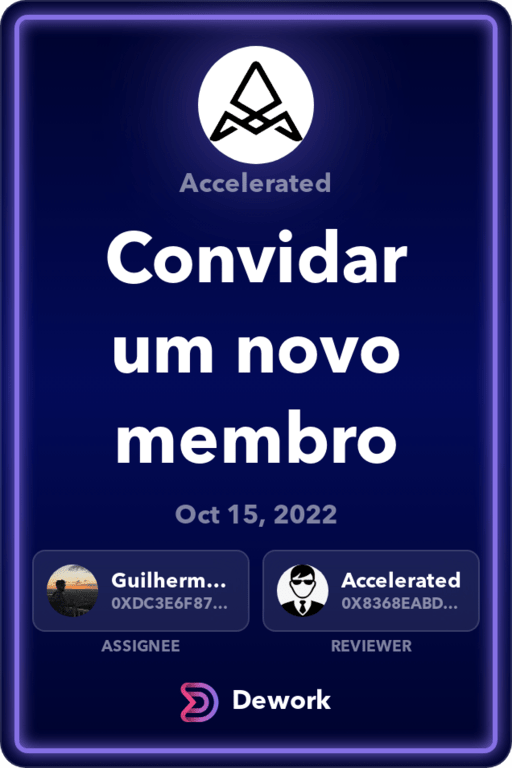 Accelerated
Convidar
um novo
membro
Oct 15, 2022
Guilherm...
0XDC3E6F87...
ASSIGNEE
Accelerated
0X8368EABD...
REVIEWER
Dework